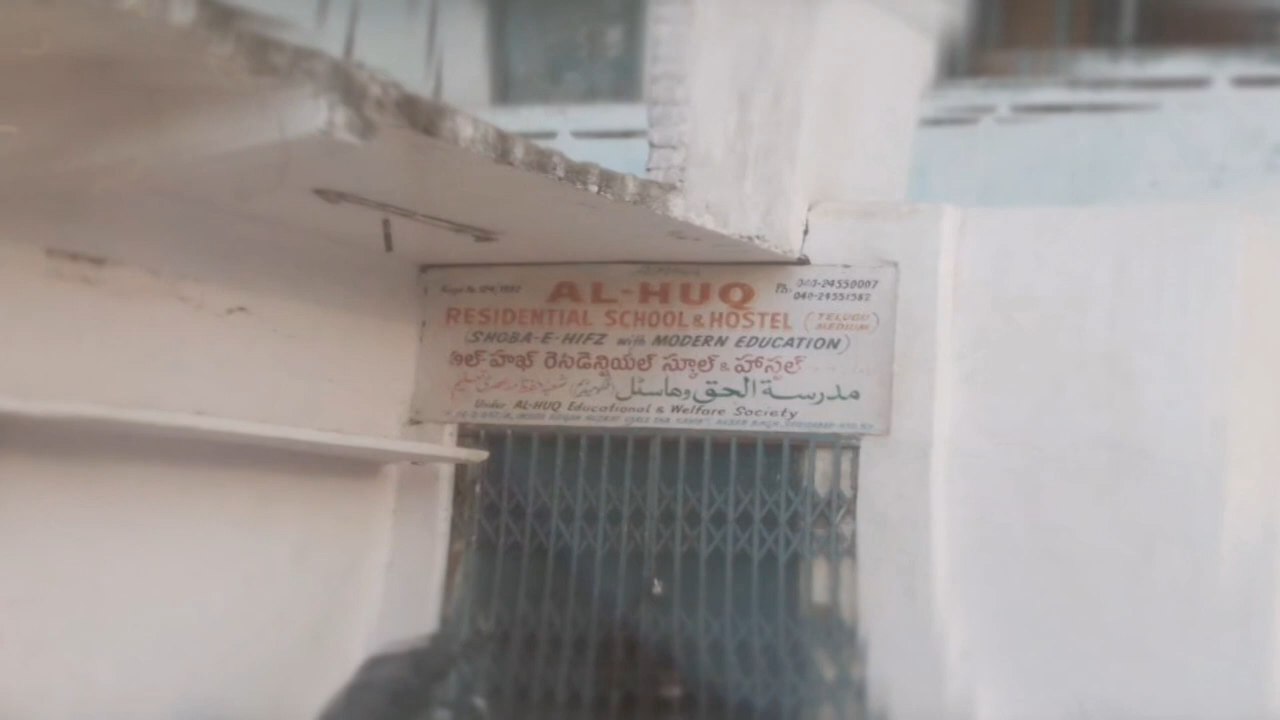 AL-HUQ
Ph: 040-24550007
040-24551582
RESIDENTIAL SCHOOL & HOSTEL (TELUGU MEDIUM)
(SHOBA-E-HIFZ with MODERN EDUCATION)
అల్ హఖ్ రెసిడెన్షియల్ స్కూల్ & హాస్టల్
مدرسة الحق وهاسٹل
Under AL-HUQ Educational & Welfare Society